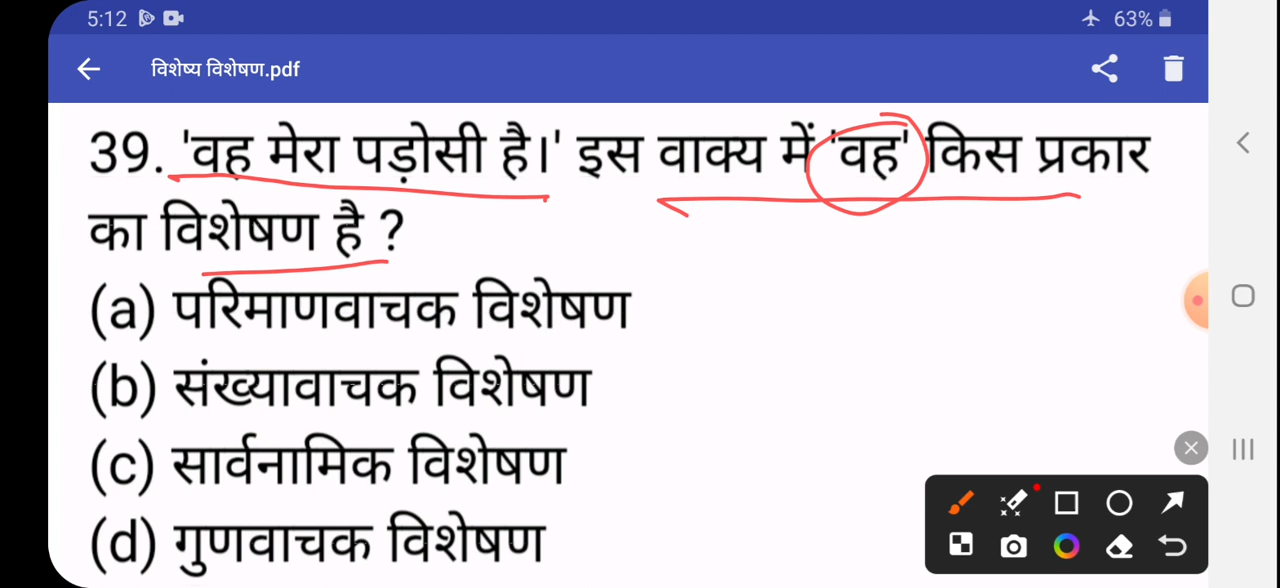 5:12 63%
विशेष्य विशेषण.pdf
39. 'वह मेरा पड़ोसी है।' इस वाक्य में 'वह' किस प्रकार
का विशेषण है ?
(a) परिमाणवाचक विशेषण
(b) संख्यावाचक विशेषण
(c) सार्वनामिक विशेषण
(d) गुणवाचक विशेषण